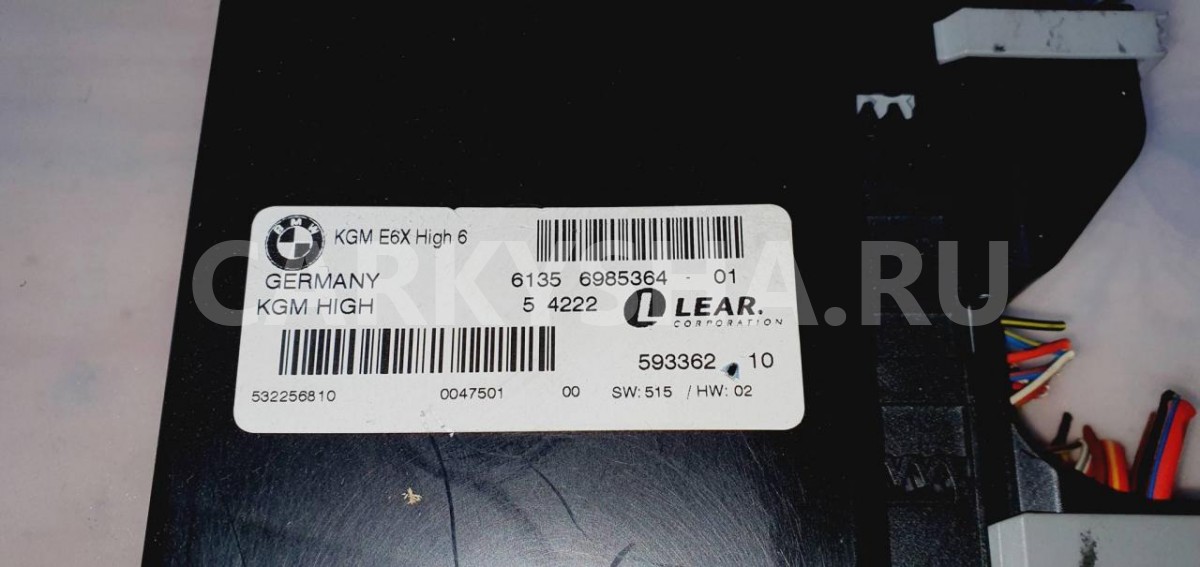 BMW
KGM E6X High 6
GERMANY 6135 6985364 - 01
KGM HIGH 5 4222 L LEAR.
CORPORATION
593362 10
532256810 0047501 00 SW: 515 / HW: 02
CARKYSHA.RU